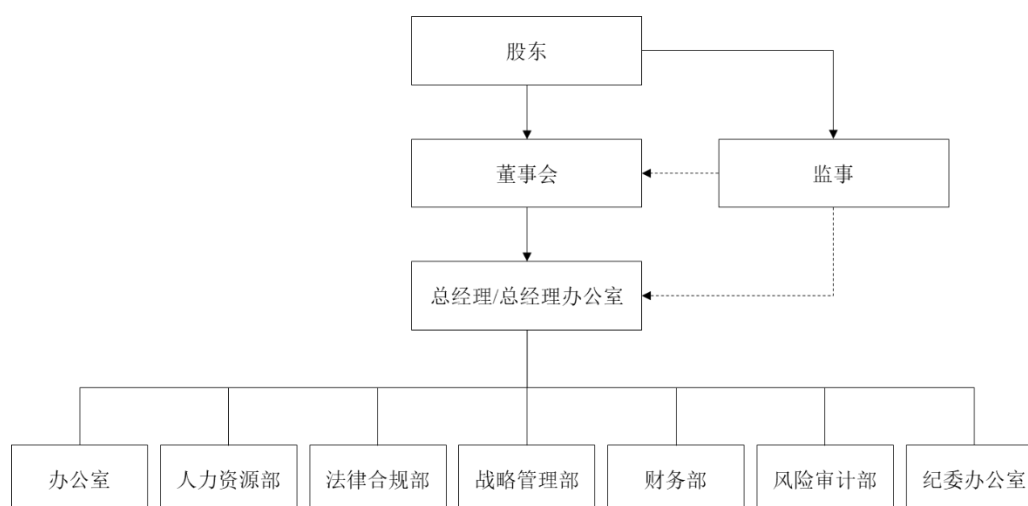 股东
董事会
监事
总经理/总经理办公室
办公室
人力资源部
法律合规部
战略管理部
财务部
风险审计部
纪委办公室